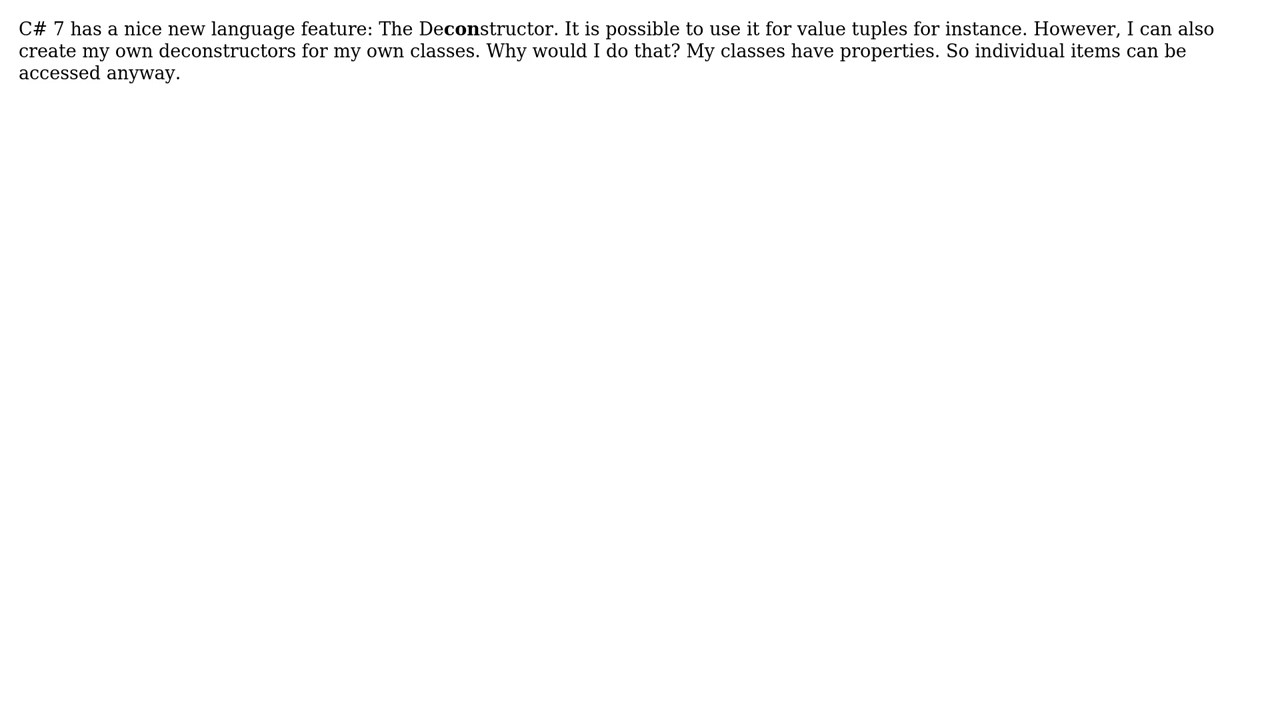 C# 7 has a nice new language feature: The Deconstructor. It is possible to use it for value tuples for instance. However, I can also
create my own deconstructors for my own classes. Why would I do that? My classes have properties. So individual items can be
accessed anyway.